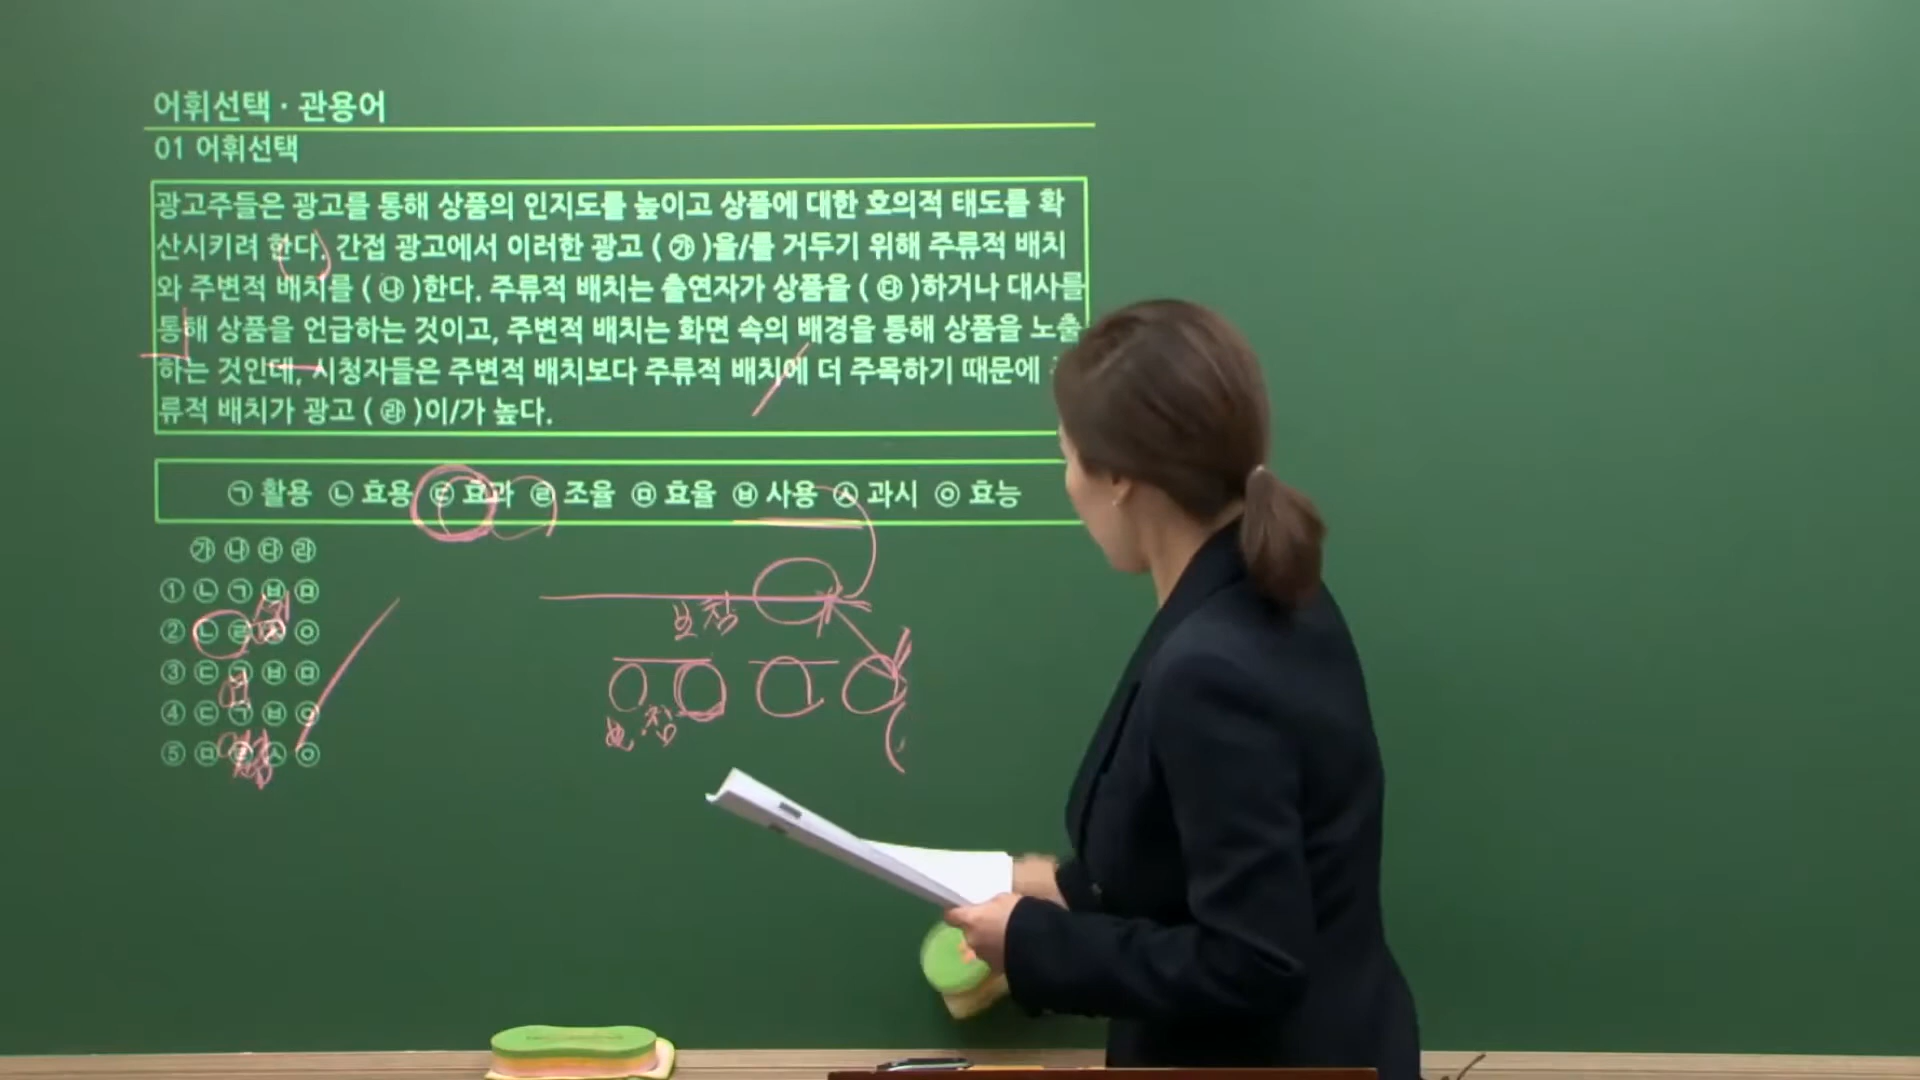 어휘선택 · 관용어
01 어휘선택
광고주들은 광고를 통해 상품의 인지도를 높이고 상품에 대한 호의적 태도를 확
산시키려 한다. 간접 광고에서 이러한 광고 ( ㉮ )을/를 거두기 위해 주류적 배치
와 주변적 배치를 ( ㉯ )한다. 주류적 배치는 출연자가 상품을 ( ㉰ )하거나 대사를
통해 상품을 언급하는 것이고, 주변적 배치는 화면 속의 배경을 통해 상품을 노출
하는 것인데, 시청자들은 주변적 배치보다 주류적 배치에 더 주목하기 때문에
류적 배치가 광고 ( ㉱ )이/가 높다.
㉠ 활용 ㉡ 효용 ㉢ 효과 ㉣ 조율 ㉤ 효율 ㉥ 사용 ㉦ 과시 ㉧ 효능
㉮ ㉯ ㉰ ㉱
① ㉡ ㉠ ㉥ ㉤
② ㉡ ㉣ ㉦ ㉧
③ ㉢ ㉠ ㉥ ㉤
④ ㉢ ㉠ ㉥ ㉧
⑤ ㉤ ㉣ ㉦ ㉧